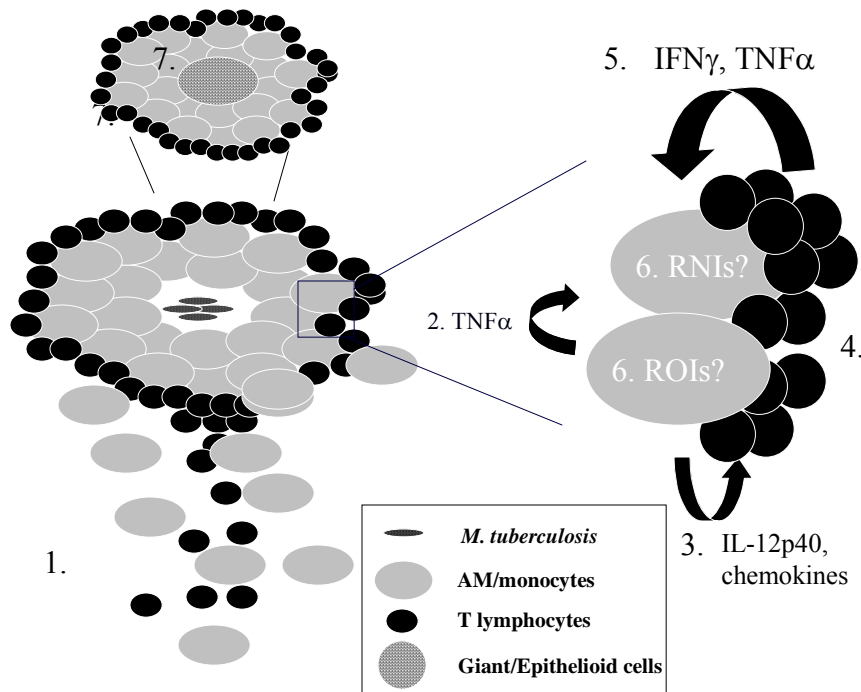 7.
7.
5. IFNγ, TNFα
6. RNIs?
2. TNFα
4.
6. ROIs?
3. IL-12p40,
chemokines
1.
M. tuberculosis
AM/monocytes
T lymphocytes
Giant/Epithelioid cells